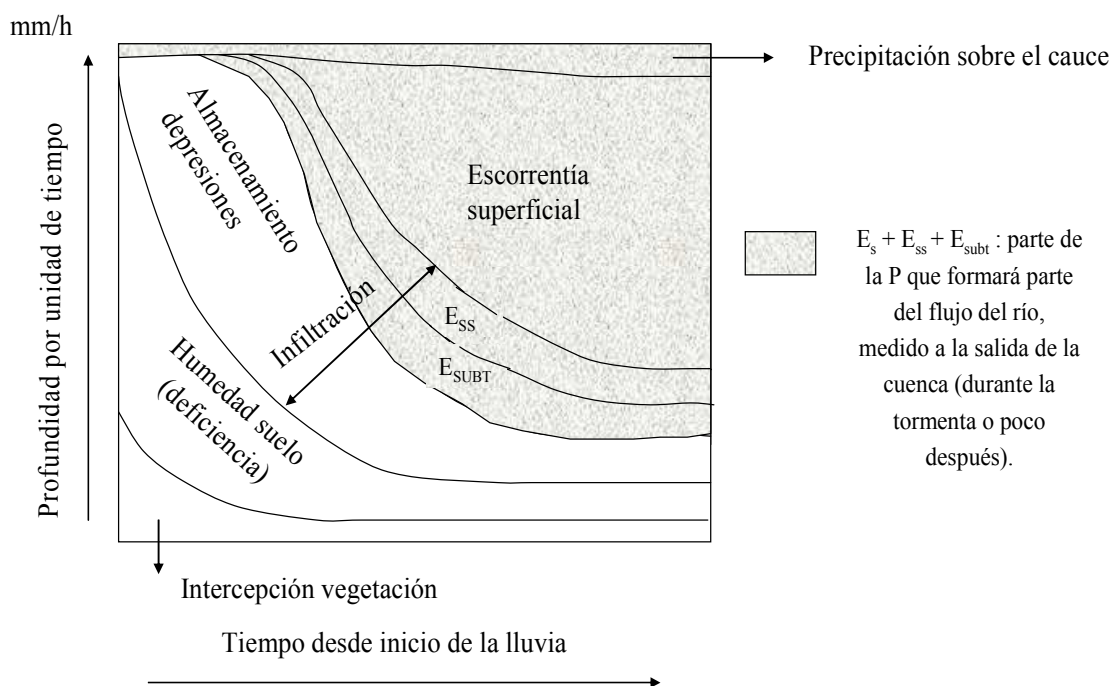 mm/h
Precipitación sobre el cauce
Profundidad por unidad de tiempo
Almacenamiento
depresiones
Escorrentía
superficial
Infiltración
E_SS
E_SUBT
Humedad suelo
(deficiencia)
E_s + E_ss + E_subt : parte de
la P que formará parte
del flujo del río,
medido a la salida de la
cuenca (durante la
tormenta o poco
después).
Intercepción vegetación
Tiempo desde inicio de la lluvia